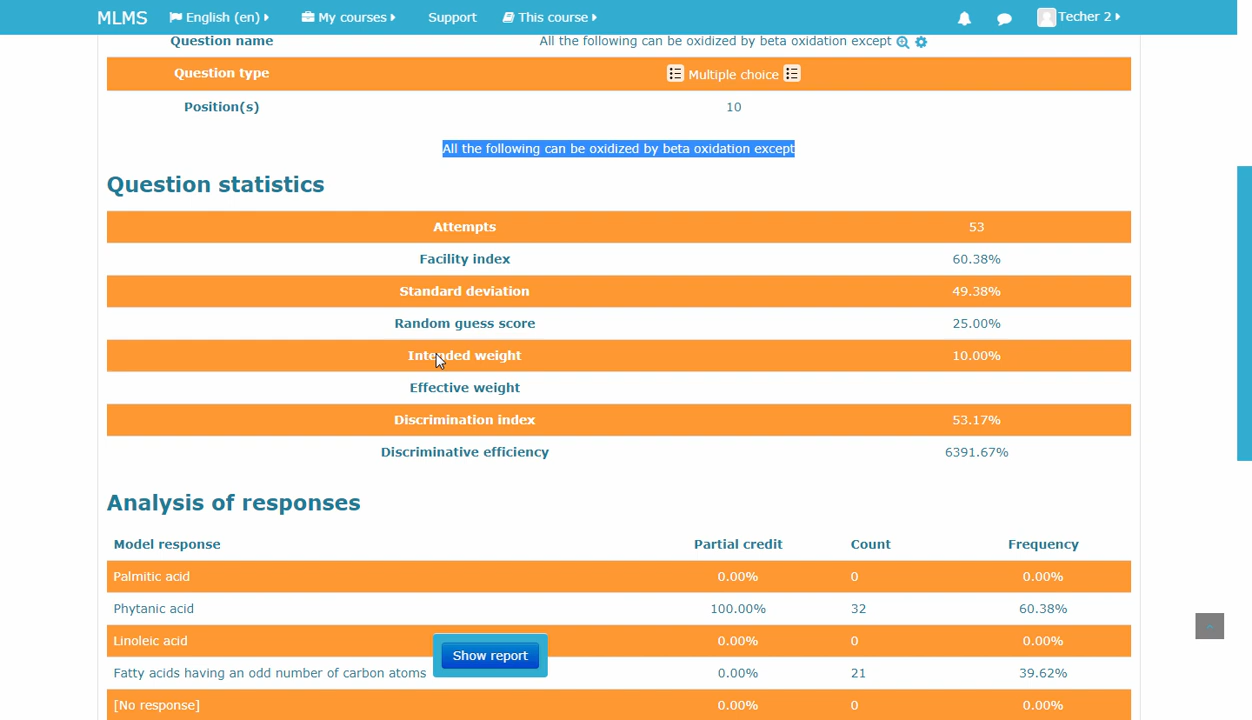 MLMS English (en) My courses Support This course Techer 2
Question name All the following can be oxidized by beta oxidation except
Question type Multiple choice
Position(s) 10
All the following can be oxidized by beta oxidation except
Question statistics
Attempts 53
Facility index 60.38%
Standard deviation 49.38%
Random guess score 25.00%
Intended weight 10.00%
Effective weight
Discrimination index 53.17%
Discriminative efficiency 6391.67%
Analysis of responses
Model response Partial credit Count Frequency
Palmitic acid 0.00% 0 0.00%
Phytanic acid 100.00% 32 60.38%
Linoleic acid 0.00% 0 0.00%
Show report
Fatty acids having an odd number of carbon atoms 0.00% 21 39.62%
[No response] 0.00% 0 0.00%